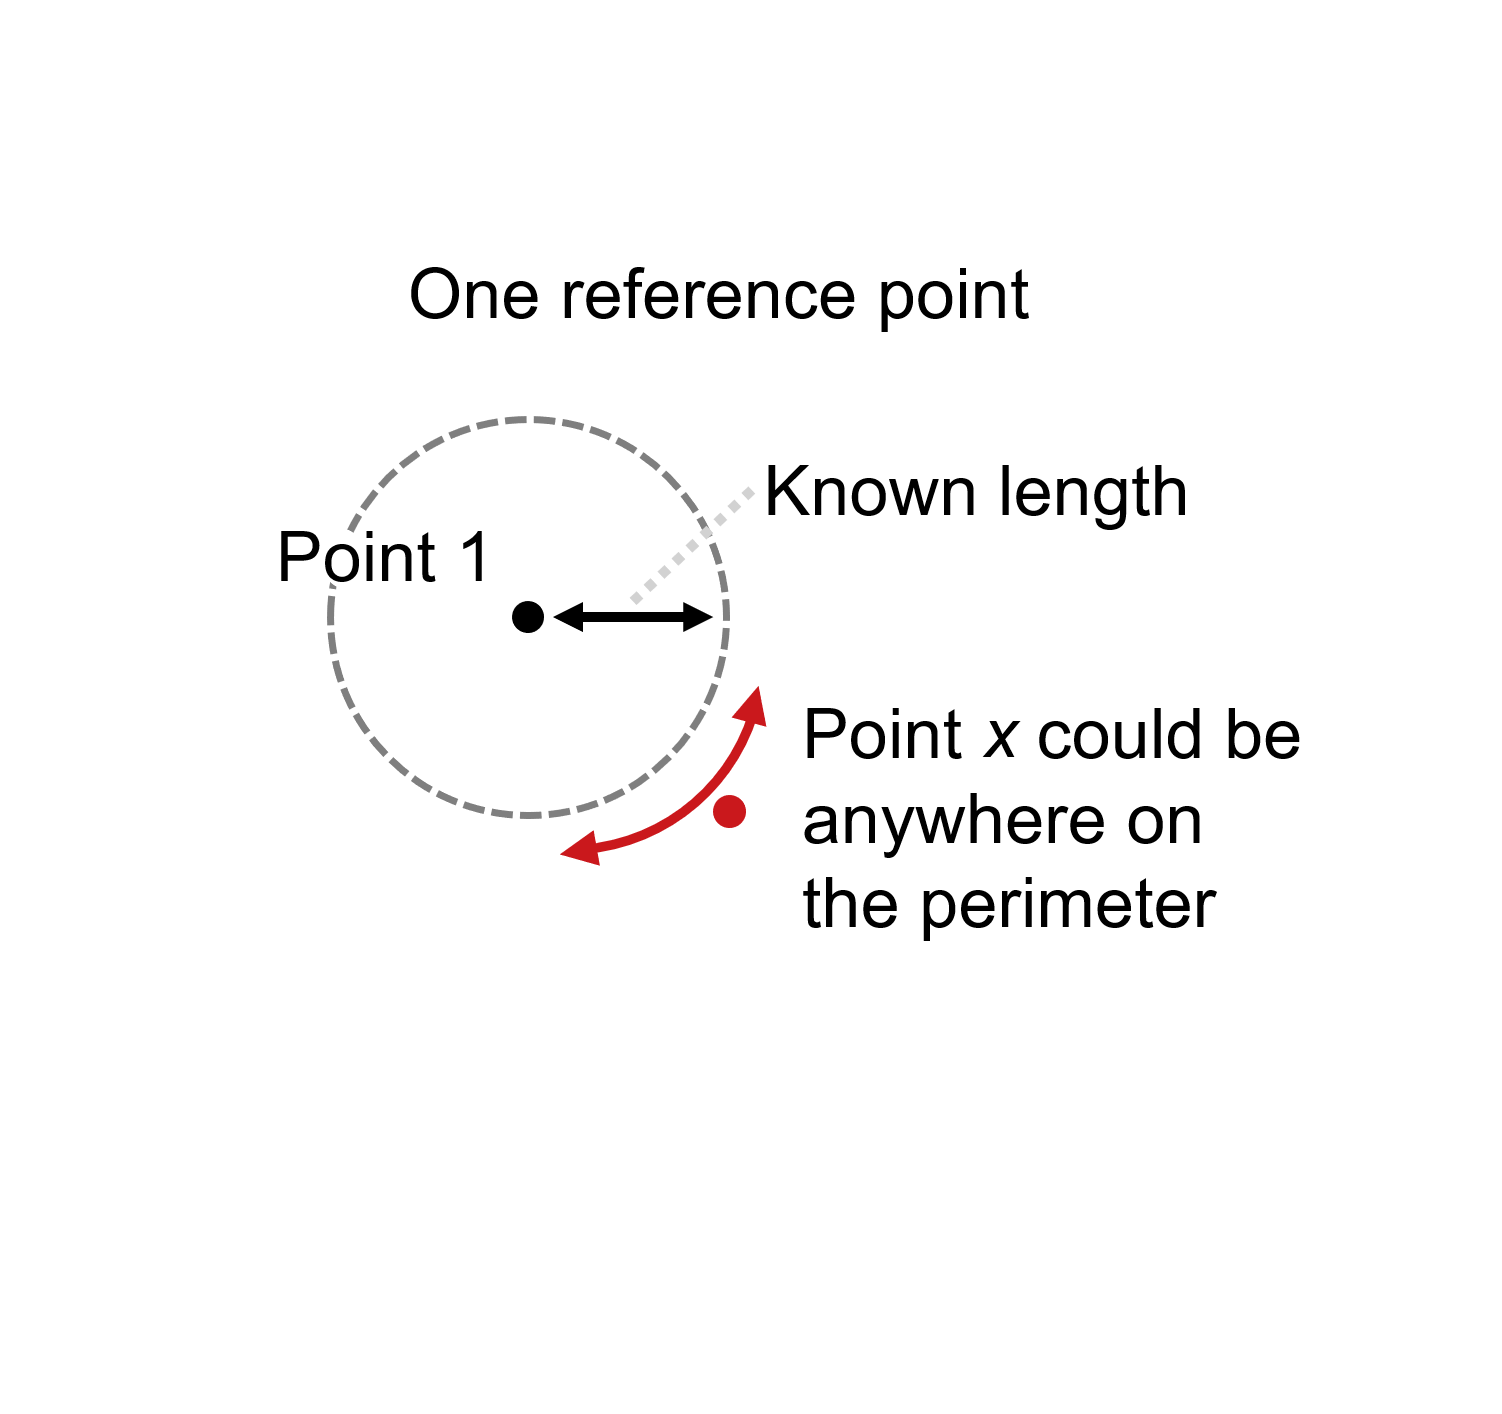 One reference point
Known length
Point 1
Point x could be
anywhere on
the perimeter